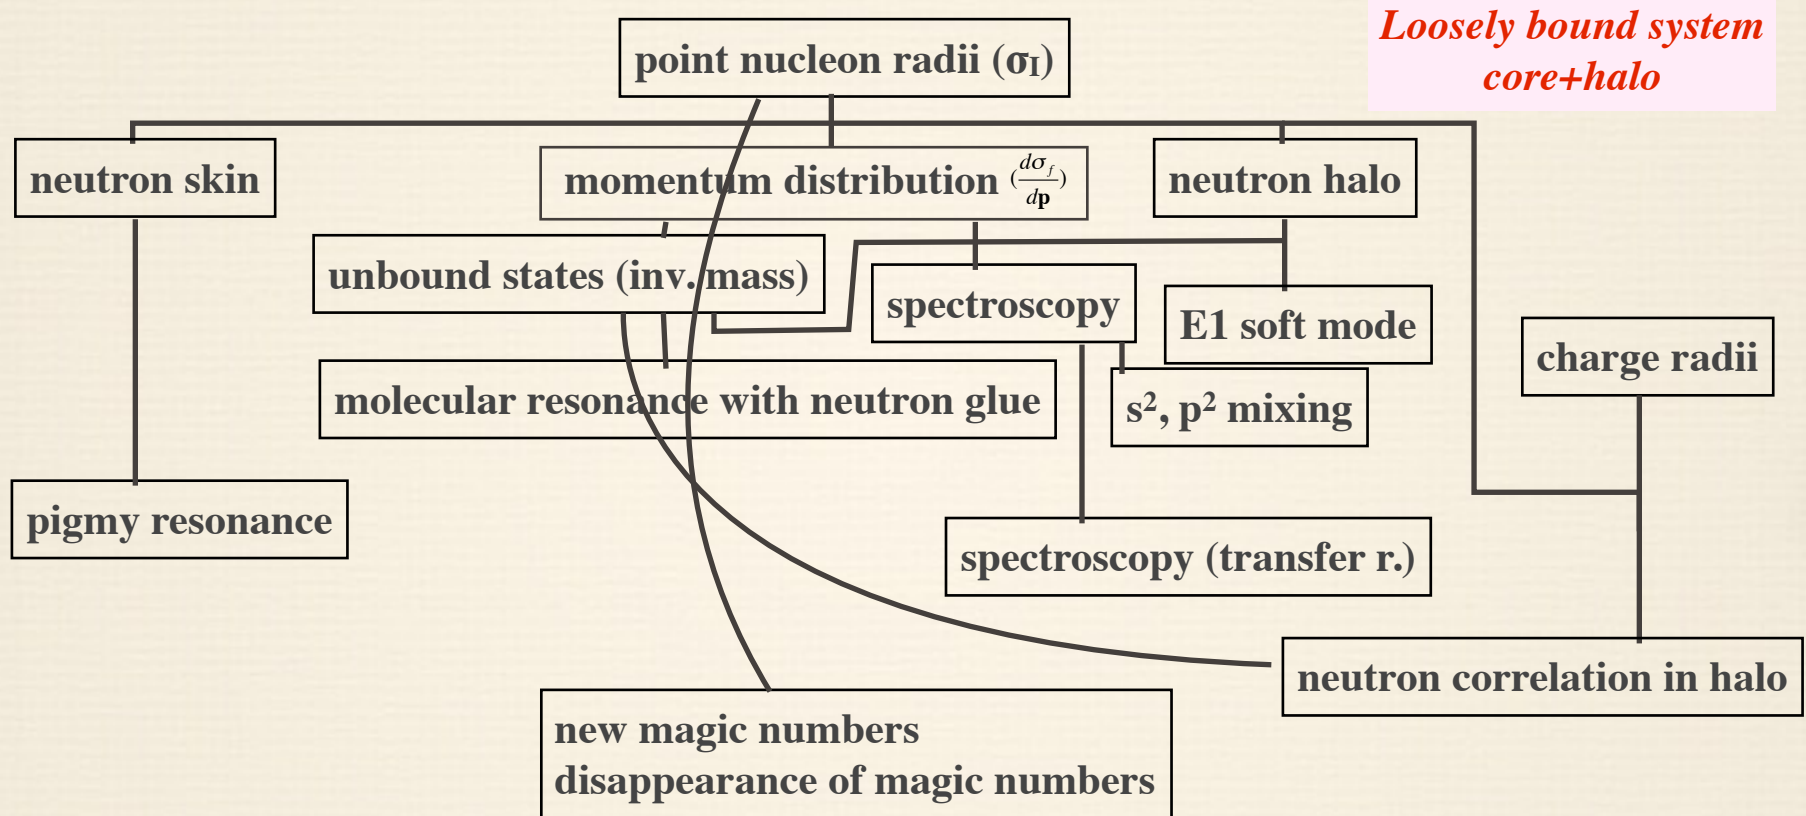 Loosely bound system
core+halo
point nucleon radii (σI)
neutron skin
momentum distribution (dσf/dp)
neutron halo
unbound states (inv. mass)
spectroscopy
E1 soft mode
charge radii
molecular resonance with neutron glue
s², p² mixing
pigmy resonance
spectroscopy (transfer r.)
neutron correlation in halo
new magic numbers
disappearance of magic numbers